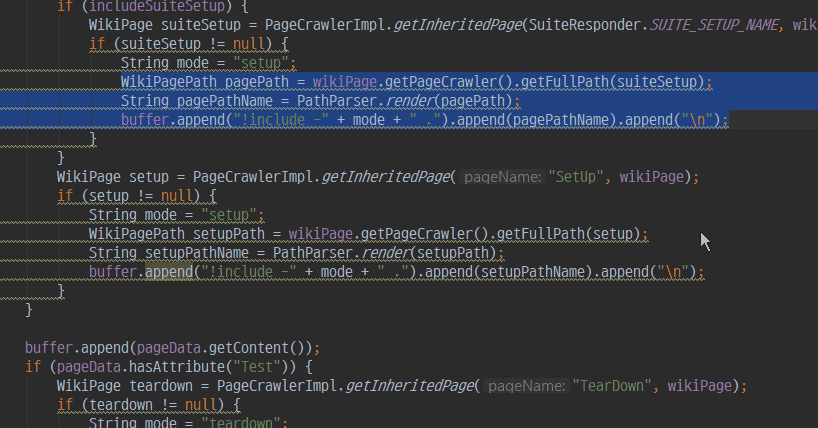 if (includeSuiteSetup) {
WikiPage suiteSetup = PageCrawlerImpl.getInheritedPage(SuiteResponder.SUITE_SETUP_NAME, wik
if (suiteSetup != null) {
String mode = "setup";
WikiPagePath pagePath = wikiPage.getPageCrawler().getFullPath(suiteSetup);
String pagePathName = PathParser.render(pagePath);
buffer.append("!include -" + mode + " .").append(pagePathName).append("\n");
}
}
WikiPage setup = PageCrawlerImpl.getInheritedPage( pageName: "SetUp", wikiPage);
if (setup != null) {
String mode = "setup";
WikiPagePath setupPath = wikiPage.getPageCrawler().getFullPath(setup);
String setupPathName = PathParser.render(setupPath);
buffer.append("!include -" + mode + " .").append(setupPathName).append("\n");
}
}
buffer.append(pageData.getContent());
if (pageData.hasAttribute("Test")) {
WikiPage teardown = PageCrawlerImpl.getInheritedPage( pageName: "TearDown", wikiPage);
if (teardown != null) {
String mode = "teardown";